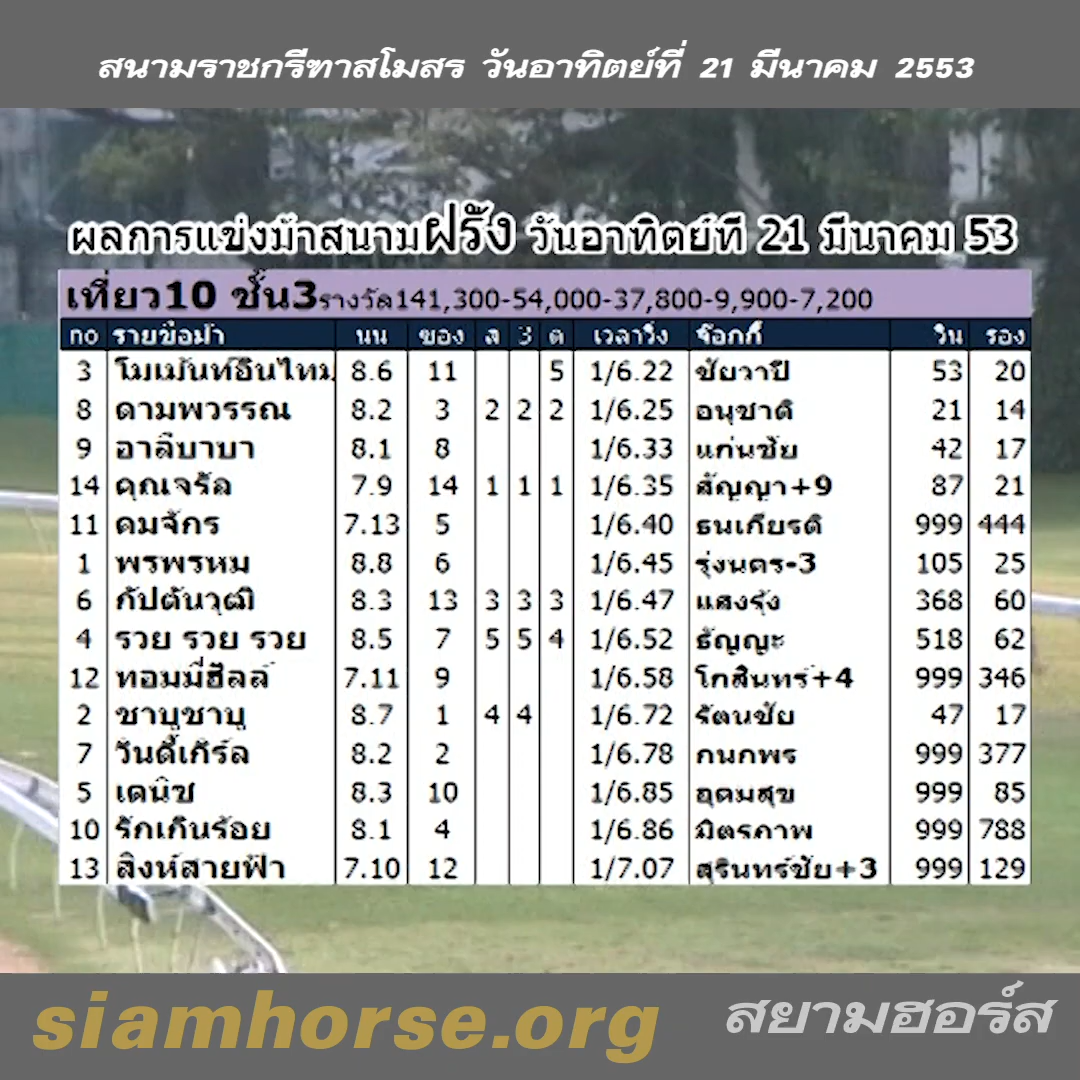 สนามราชกรีฑาสโมสร วันอาทิตย์ที่ 21 มีนาคม 2553
ผลการแข่งม้าสนามฝรั่ง วันอาทิตย์ที่ 21 มีนาคม 53
เที่ยว10 ชั้น3รางวัล141,300-54,000-37,800-9,900-7,200
no รายชื่อม้า นน ของ ส 3 ต เวลาวิ่ง จ๊อกกี้ วิน รอง
3 โมเม้นท์อินไทม 8.6 11 5 1/6.22 ชัยวาปี 53 20
8 ดามพวรรณ 8.2 3 2 2 2 1/6.25 อนุชาติ 21 14
9 อาลีบาบา 8.1 8 1/6.33 แก่นชัย 42 17
14 คุณจรัล 7.9 14 1 1 1 1/6.35 สัญญา+9 87 21
11 คมจักร 7.13 5 1/6.40 ธนเกียรติ 999 444
1 พรพรหม 8.8 6 1/6.45 รุ่งนคร-3 105 25
6 กัปตันวุฒิ 8.3 13 3 3 3 1/6.47 แสงรุ้ง 368 60
4 รวย รวย รวย 8.5 7 5 5 4 1/6.52 ธัญญะ 518 62
12 ทอมมี่ฮิลล์ 7.11 9 1/6.58 โกสินทร์+4 999 346
2 ชาบูชาบู 8.7 1 4 4 1/6.72 รัตนชัย 47 17
7 วินดี้เกิร์ล 8.2 2 1/6.78 กนกพร 999 377
5 เดนิช 8.3 10 1/6.85 อุดมสุข 999 85
10 รักเกินร้อย 8.1 4 1/6.86 มิตรภาพ 999 788
13 สิงห์สายฟ้า 7.10 12 1/7.07 สุรินทร์ชัย+3 999 129
siamhorse.org สยามฮอร์ส